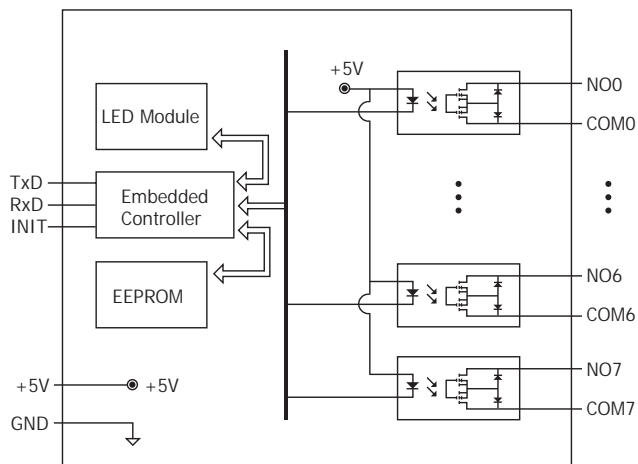 +5V
NO0
COM0
LED Module
TxD
RxD
INIT
Embedded
Controller
EEPROM
NO6
COM6
NO7
COM7
+5V
+5V
GND